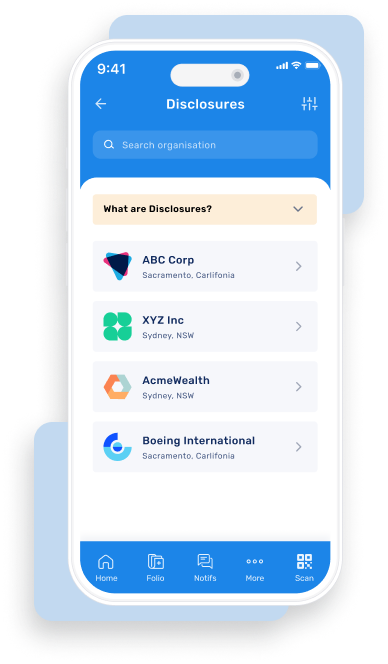 9:41
Disclosures
Search organisation
What are Disclosures?
ABC Corp
Sacramento, Carlifonia
XYZ Inc
Sydney, NSW
AcmeWealth
Sydney, NSW
Boeing International
Sacramento, Carlifonia
Home Folio Notifs More Scan